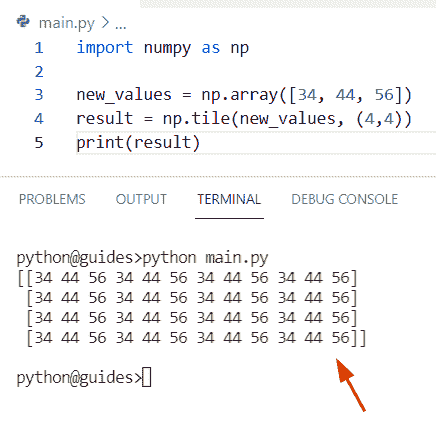 main.py > ...
1 import numpy as np
2
3 new_values = np.array([34, 44, 56])
4 result = np.tile(new_values, (4,4))
5 print(result)
PROBLEMS OUTPUT TERMINAL DEBUG CONSOLE
python@guides>python main.py
[[34 44 56 34 44 56 34 44 56 34 44 56]
[34 44 56 34 44 56 34 44 56 34 44 56]
[34 44 56 34 44 56 34 44 56 34 44 56]
[34 44 56 34 44 56 34 44 56 34 44 56]]
python@guides>